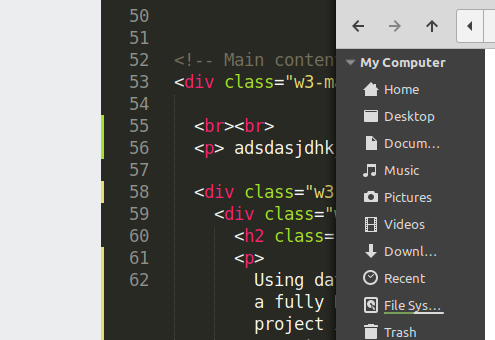 50
51
52 <!-- Main conten
53 <div class="w3-ma
54
55 <br><br>
56 <p> adsdasjdhk
57
58 <div class="w3
59 <div class="w
60 <h2 class=
61 <p>
62 Using da
a fully
project
My Computer
Home
Desktop
Docum...
Music
Pictures
Videos
Downl...
Recent
File Sys...
Trash